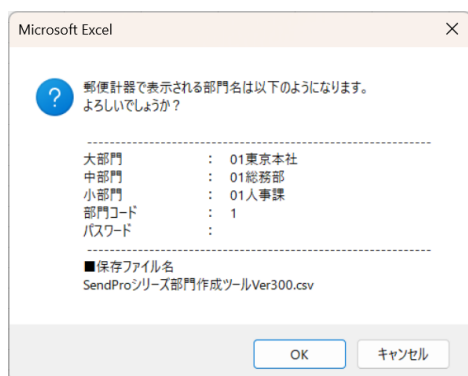 Microsoft Excel
郵便計器で表示される部門名は以下のようになります。
よろしいでしょうか？
--------------------------------------------------------------
大部門 : 01東京本社
中部門 : 01総務部
小部門 : 01人事課
部門コード : 1
パスワード :
--------------------------------------------------------------
■保存ファイル名
SendProシリーズ部門作成ツールVer300.csv
OK キャンセル